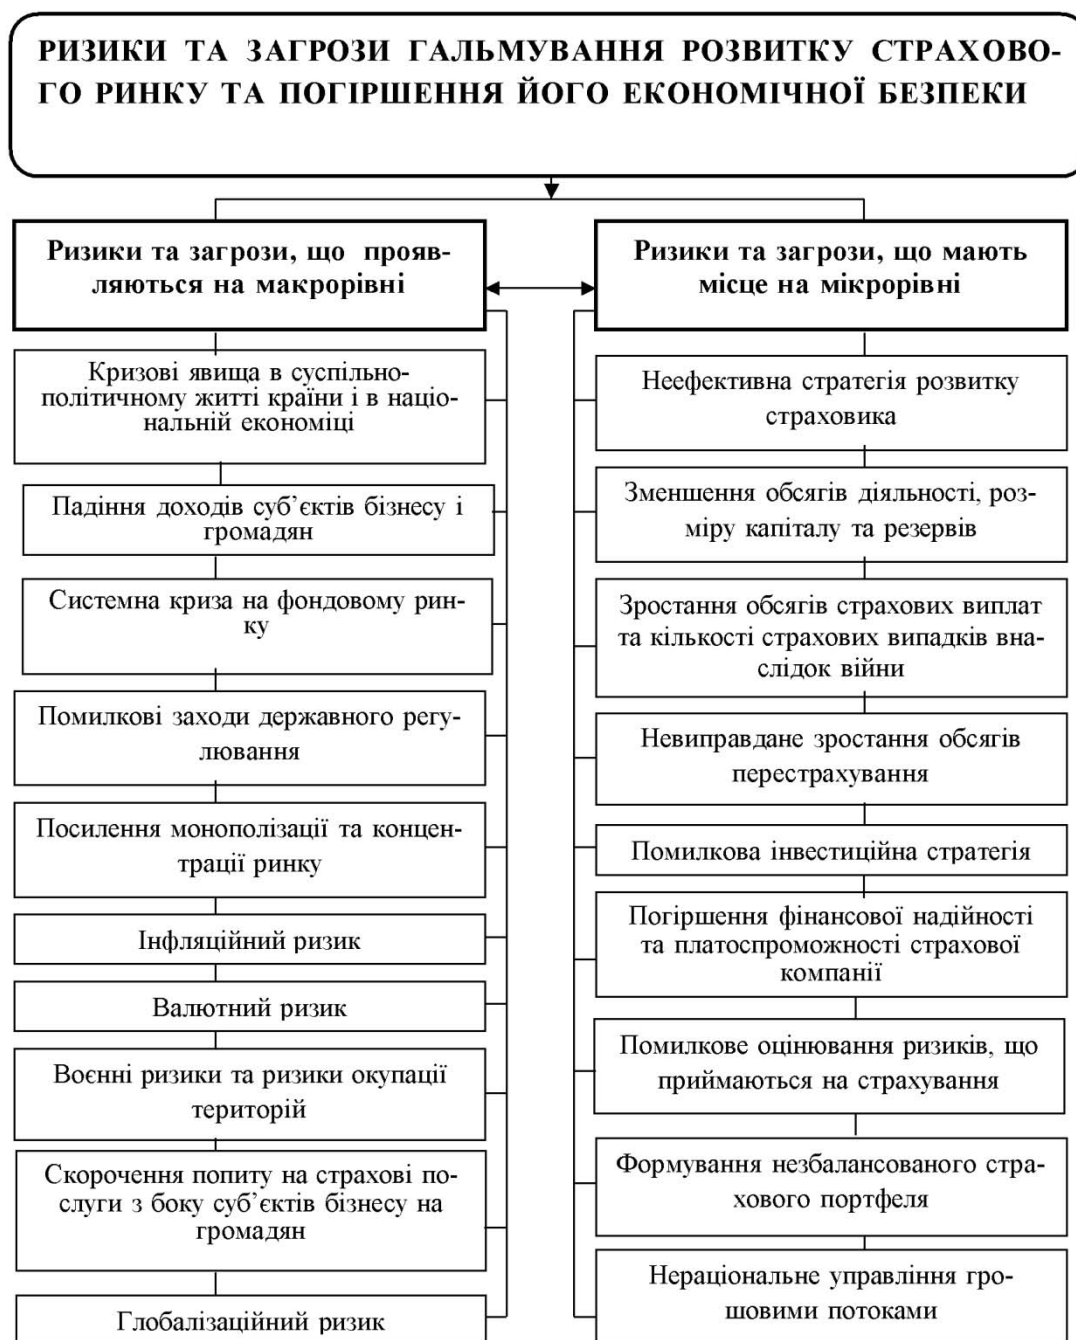 РИЗИКИ ТА ЗАГРОЗИ ГАЛЬМУВАННЯ РОЗВИТКУ СТРАХОВО-
ГО РИНКУ ТА ПОГІРШЕННЯ ЙОГО ЕКОНОМІЧНОЇ БЕЗПЕКИ
Ризики та загрози, що прояв-
ляються на макрорівні
Кризові явища в суспільно-
політичному житті країни і в націо-
нальній економіці
Падіння доходів суб’єктів бізнесу і
громадян
Системна криза на фондовому рин-
ку
Помилкові заходи державного регу-
лювання
Посилення монополізації та концен-
трації ринку
Інфляційний ризик
Валютний ризик
Воєнні ризики та ризики окупації
територій
Скорочення попиту на страхові по-
слуги з боку суб’єктів бізнесу на
громадян
Глобалізаційний ризик
Ризики та загрози, що мають
місце на мікрорівні
Неефективна стратегія розвитку
страховика
Зменшення обсягів діяльності, роз-
міру капіталу та резервів
Зростання обсягів страхових виплат
та кількості страхових випадків вна-
слідок війни
Невиправдане зростання обсягів
перестрахування
Помилкова інвестиційна стратегія
Погіршення фінансової надійності
та платоспроможності страхової
компанії
Помилкове оцінювання ризиків, що
приймаються на страхування
Формування незбалансованого стра-
хового портфеля
Нераціональне управління гро-
шовими потоками